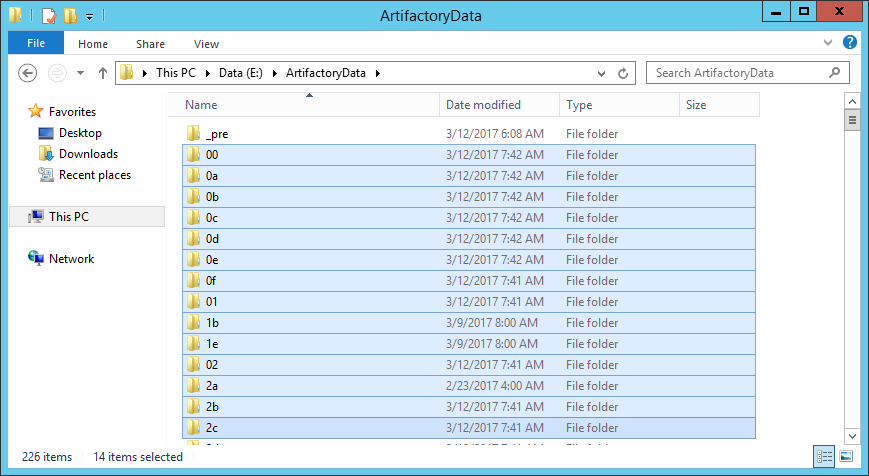 ArtifactoryData
File Home Share View
This PC Data (E:) ArtifactoryData Search ArtifactoryData
Favorites
Desktop
Downloads
Recent places
This PC
Network
Name Date modified Type Size
_pre 3/12/2017 6:08 AM File folder
00 3/12/2017 7:42 AM File folder
0a 3/12/2017 7:42 AM File folder
0b 3/12/2017 7:42 AM File folder
0c 3/12/2017 7:42 AM File folder
0d 3/12/2017 7:42 AM File folder
0e 3/12/2017 7:42 AM File folder
0f 3/12/2017 7:41 AM File folder
01 3/12/2017 7:41 AM File folder
1b 3/9/2017 8:00 AM File folder
1e 3/9/2017 8:00 AM File folder
02 3/12/2017 7:41 AM File folder
2a 2/23/2017 4:00 AM File folder
2b 3/12/2017 7:41 AM File folder
2c 3/12/2017 7:41 AM File folder
226 items 14 items selected